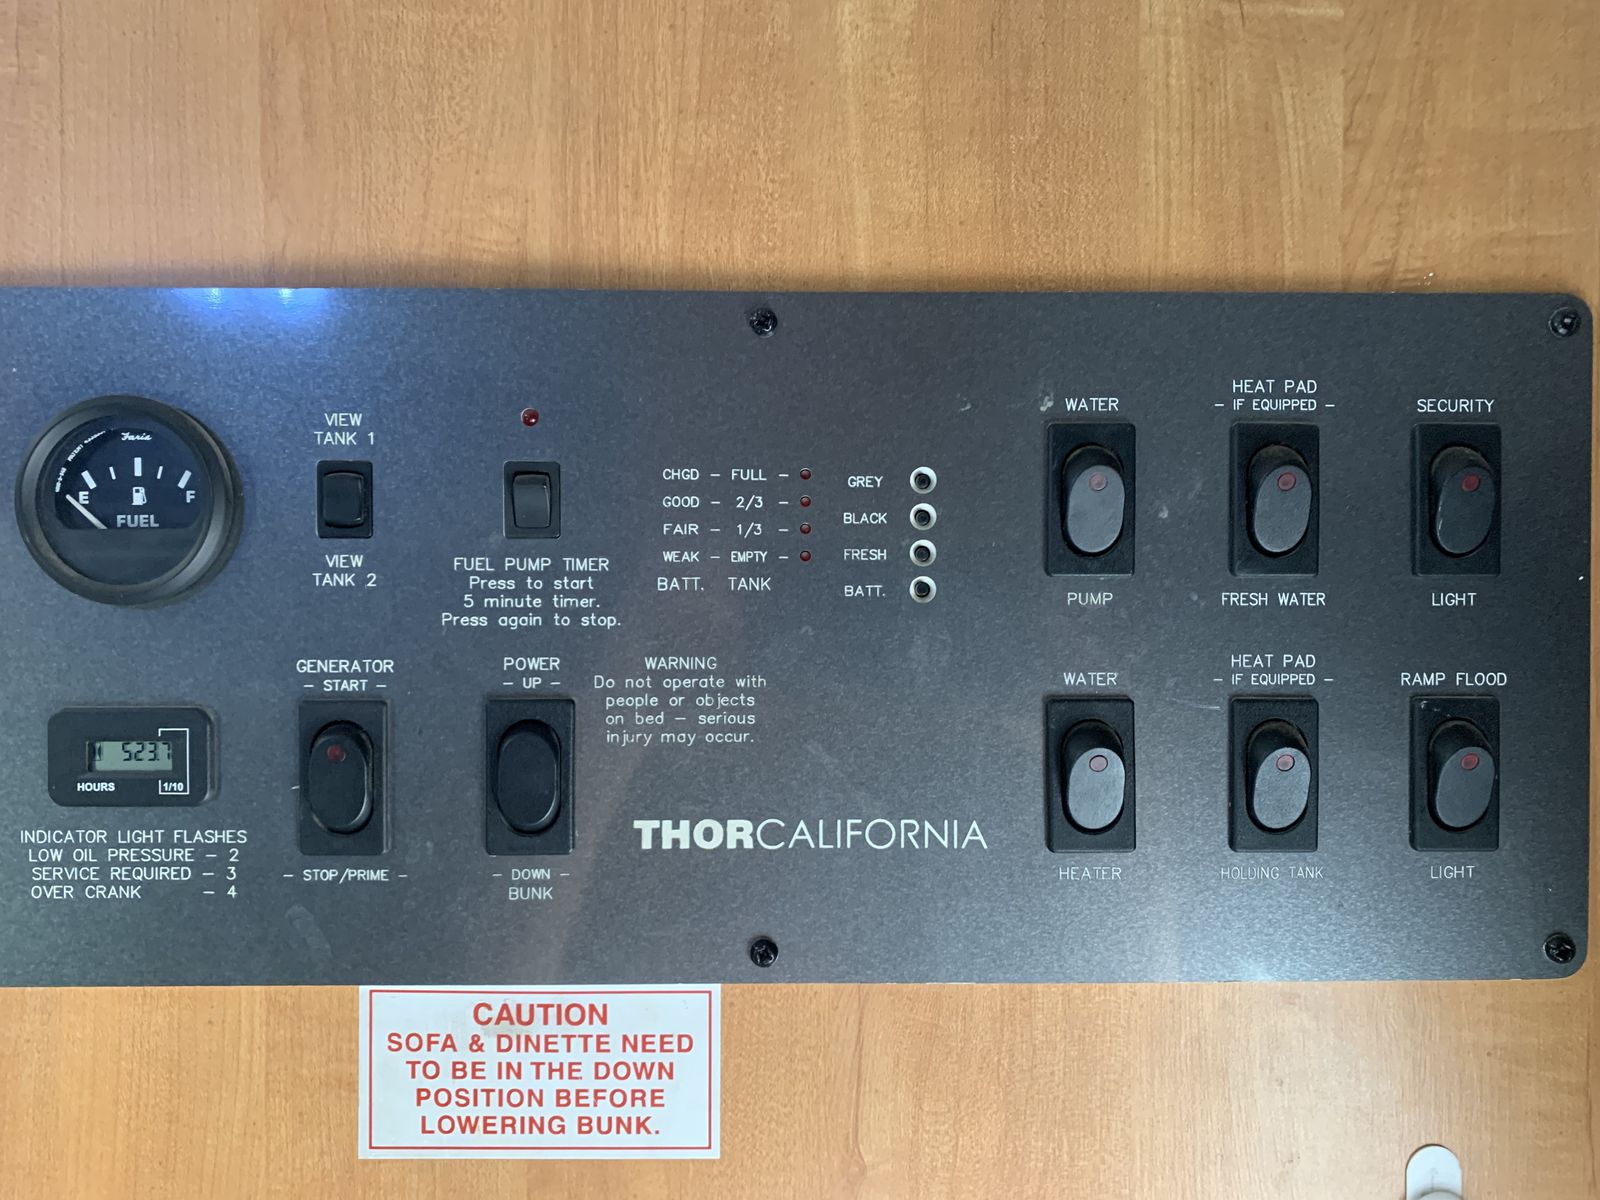 Faria
E
F
FUEL
VIEW
TANK 1
VIEW
TANK 2
FUEL PUMP TIMER
Press to start
5 minute timer.
Press again to stop.
CHGD – FULL –
GOOD – 2/3 –
FAIR – 1/3 –
WEAK – EMPTY –
BATT. TANK
GREY
BLACK
FRESH
BATT.
WATER
PUMP
HEAT PAD
– IF EQUIPPED –
FRESH WATER
SECURITY
LIGHT
523.7
HOURS
1/10
INDICATOR LIGHT FLASHES
LOW OIL PRESSURE – 2
SERVICE REQUIRED – 3
OVER CRANK – 4
GENERATOR
– START –
– STOP/PRIME –
POWER
– UP –
– DOWN –
BUNK
WARNING
Do not operate with
people or objects
on bed – serious
injury may occur.
THORCALIFORNIA
WATER
HEATER
HEAT PAD
– IF EQUIPPED –
HOLDING TANK
RAMP FLOOD
LIGHT
CAUTION
SOFA & DINETTE NEED
TO BE IN THE DOWN
POSITION BEFORE
LOWERING BUNK.